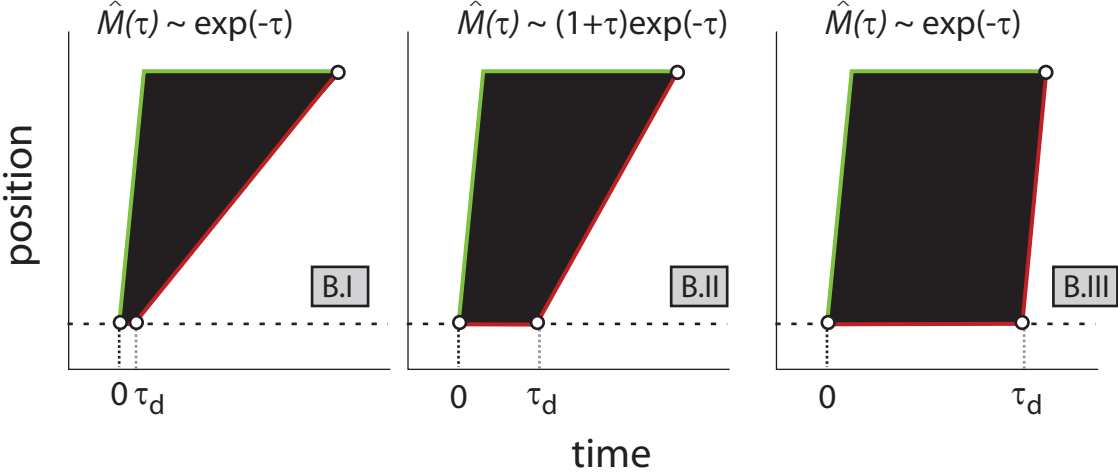 M̂(τ) ~ exp(-τ)
M̂(τ) ~ (1+τ)exp(-τ)
M̂(τ) ~ exp(-τ)
position
B.I
B.II
B.III
0 τd
0 τd
0 τd
time